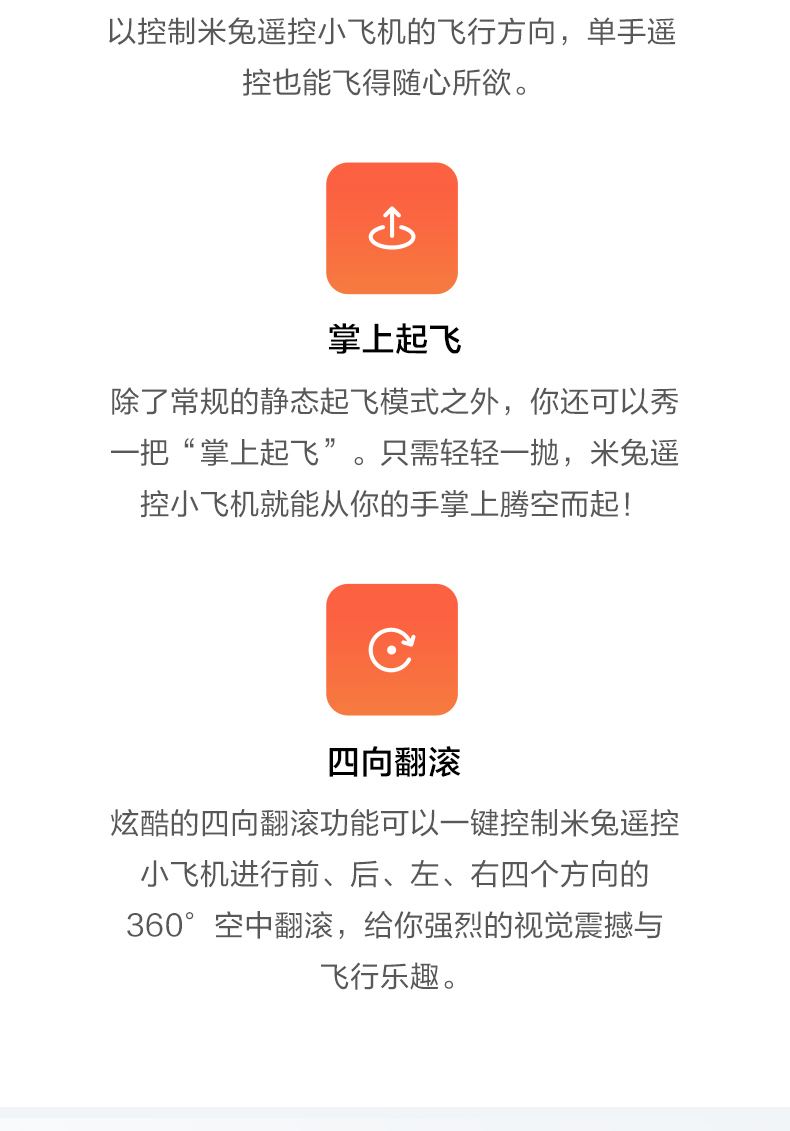 以控制米兔遥控小飞机的飞行方向，单手遥
控也能飞得随心所欲。
掌上起飞
除了常规的静态起飞模式之外，你还可以秀
一把“掌上起飞”。只需轻轻一抛，米兔遥
控小飞机就能从你的手掌上腾空而起！
四向翻滚
炫酷的四向翻滚功能可以一键控制米兔遥控
小飞机进行前、后、左、右四个方向的
360°空中翻滚，给你强烈的视觉震撼与
飞行乐趣。